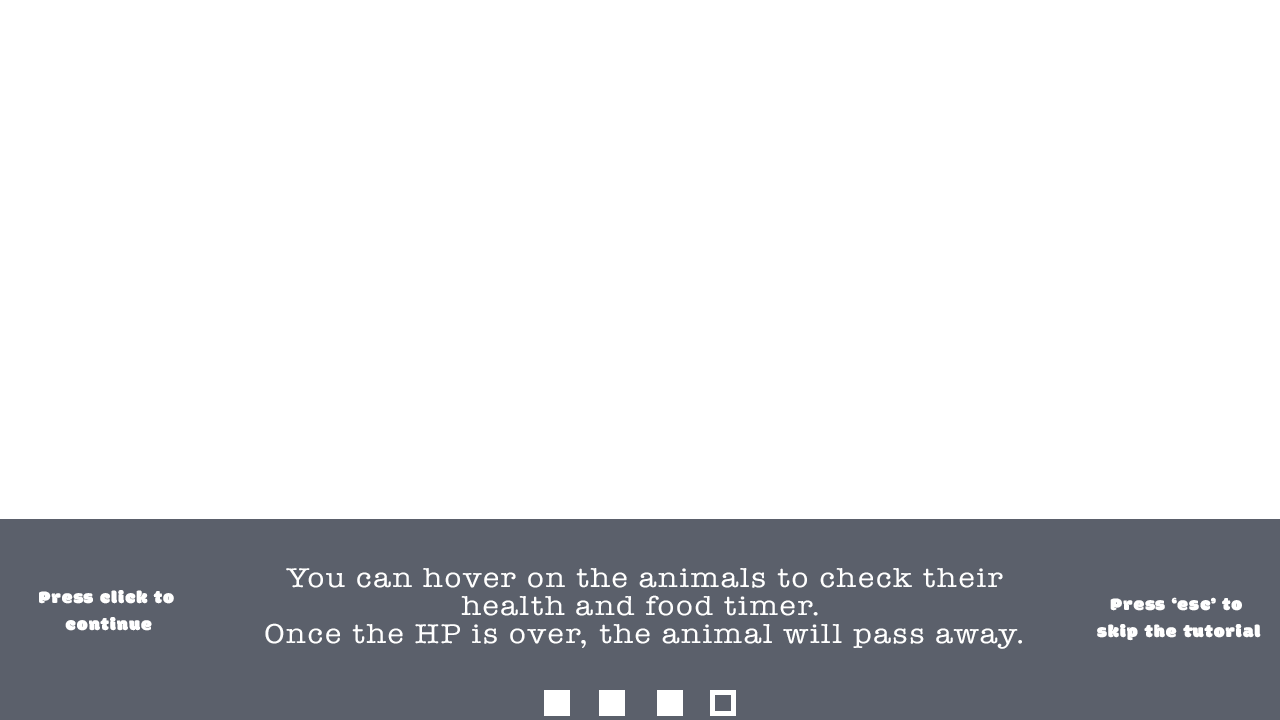 You can hover on the animals to check their
health and food timer.
Once the HP is over, the animal will pass away.
Press click to
continue
Press ‘esc’ to
skip the tutorial